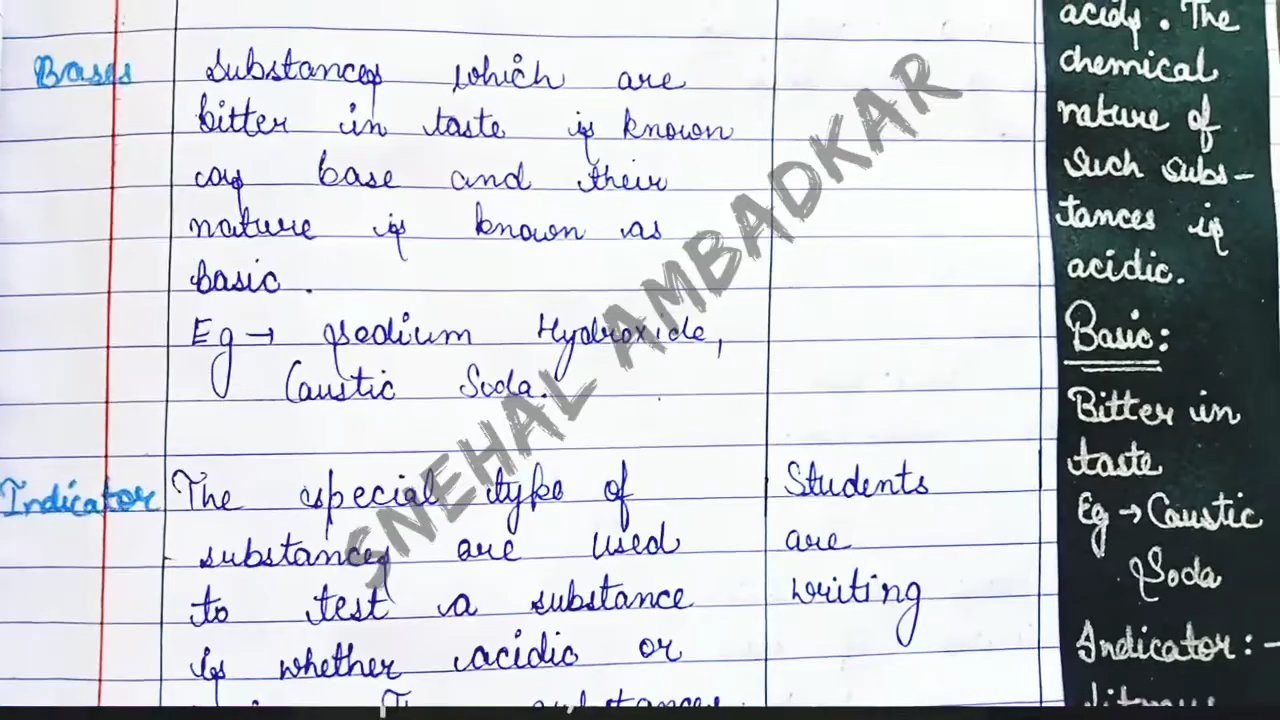 Bases
Substances which are
bitter in taste is known
as base and their
nature is known as
basic.
Eg → Sodium Hydroxide,
Caustic Soda.
Indicator
The special type of
substances are used
to test a substance
is whether acidic or
substances
Students
are
writing
acids. The
chemical
nature of
such subs-
tances is
acidic.
Basic:
Bitter in
taste
Eg → Caustic
Soda
Indicator:-
litmus
SNEHAL AMBADKAR